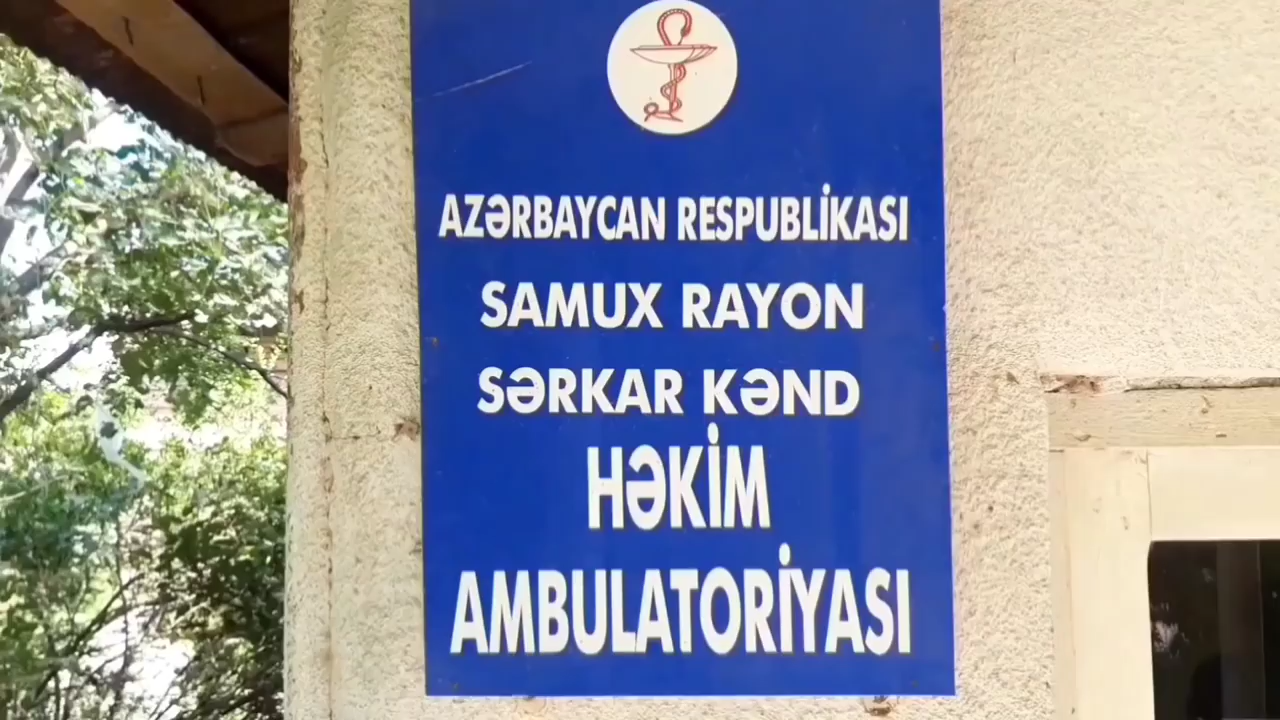 AZƏRBAYCAN RESPUBLİKASI
SAMUX RAYON
SƏRKAR KƏND
HƏKİM
AMBULATORİYASI